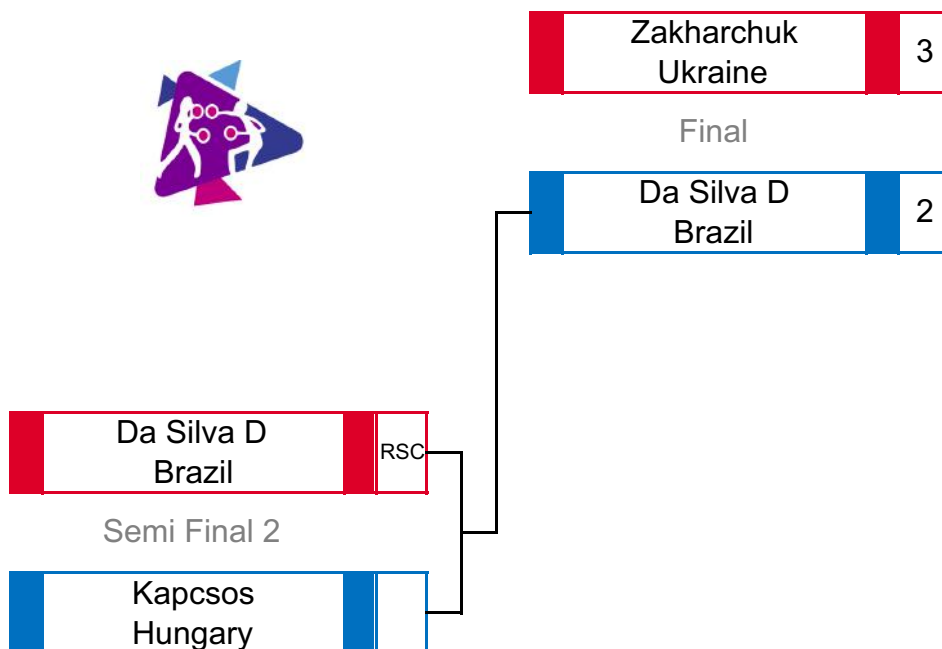 Zakharchuk
Ukraine
3
Final
Da Silva D
Brazil
2
Da Silva D
Brazil
RSC
Semi Final 2
Kapcsos
Hungary